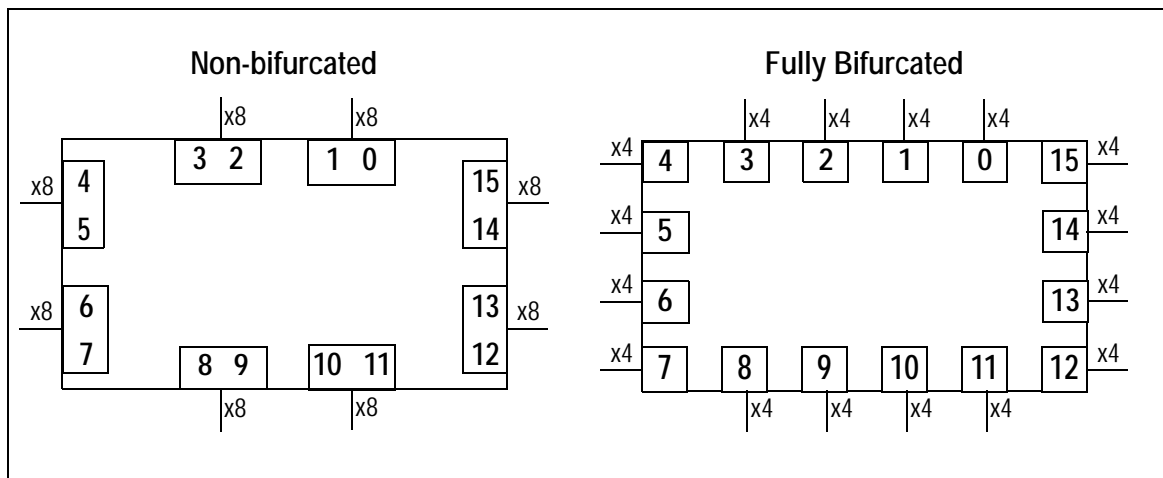 Non-bifurcated
x8 x8
3 2 1 0
x8 4 5
15 14 x8
x8 6 7
13 12 x8
8 9 10 11
x8 x8
Fully Bifurcated
x4 x4 x4 x4
x4 4 3 2 1 0 15 x4
x4 5 14 x4
x4 6 13 x4
x4 7 8 9 10 11 12 x4
x4 x4 x4 x4